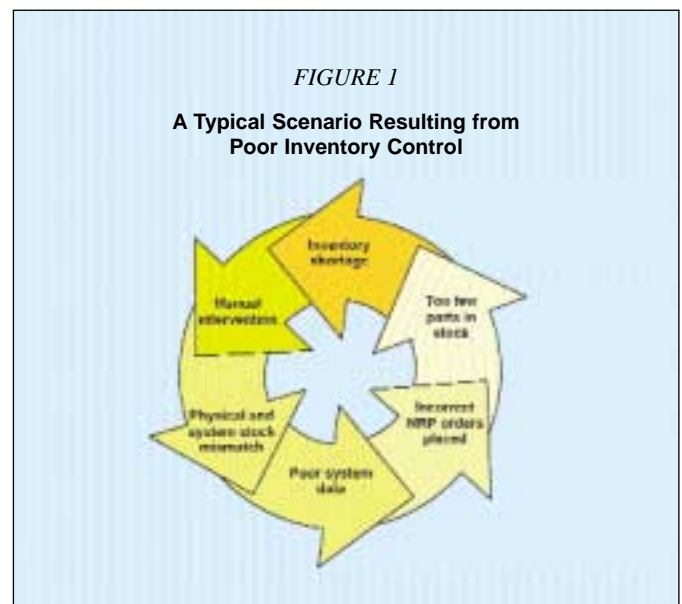 FIGURE 1
A Typical Scenario Resulting from
Poor Inventory Control
Inventory
shortage
Too few
parts in
stock
Incorrect
MRP orders
placed
Poor system
data
Physical and
system stock
mismatch
Manual
intervention